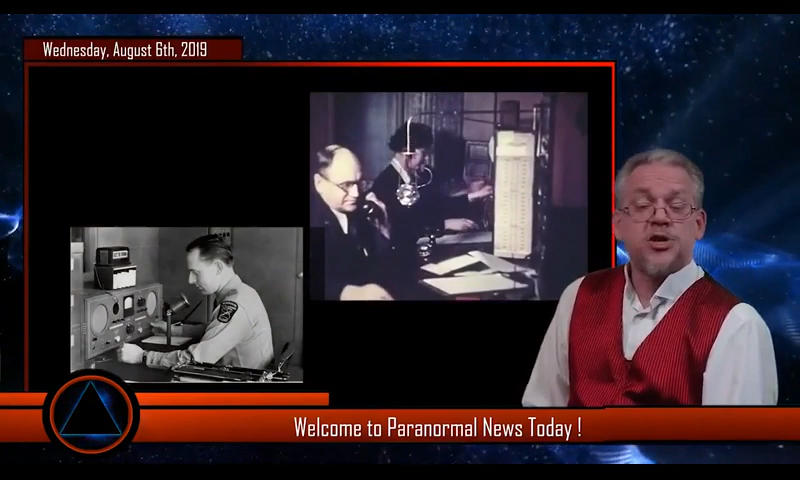 Wednesday, August 6th, 2019
Welcome to Paranormal News Today !